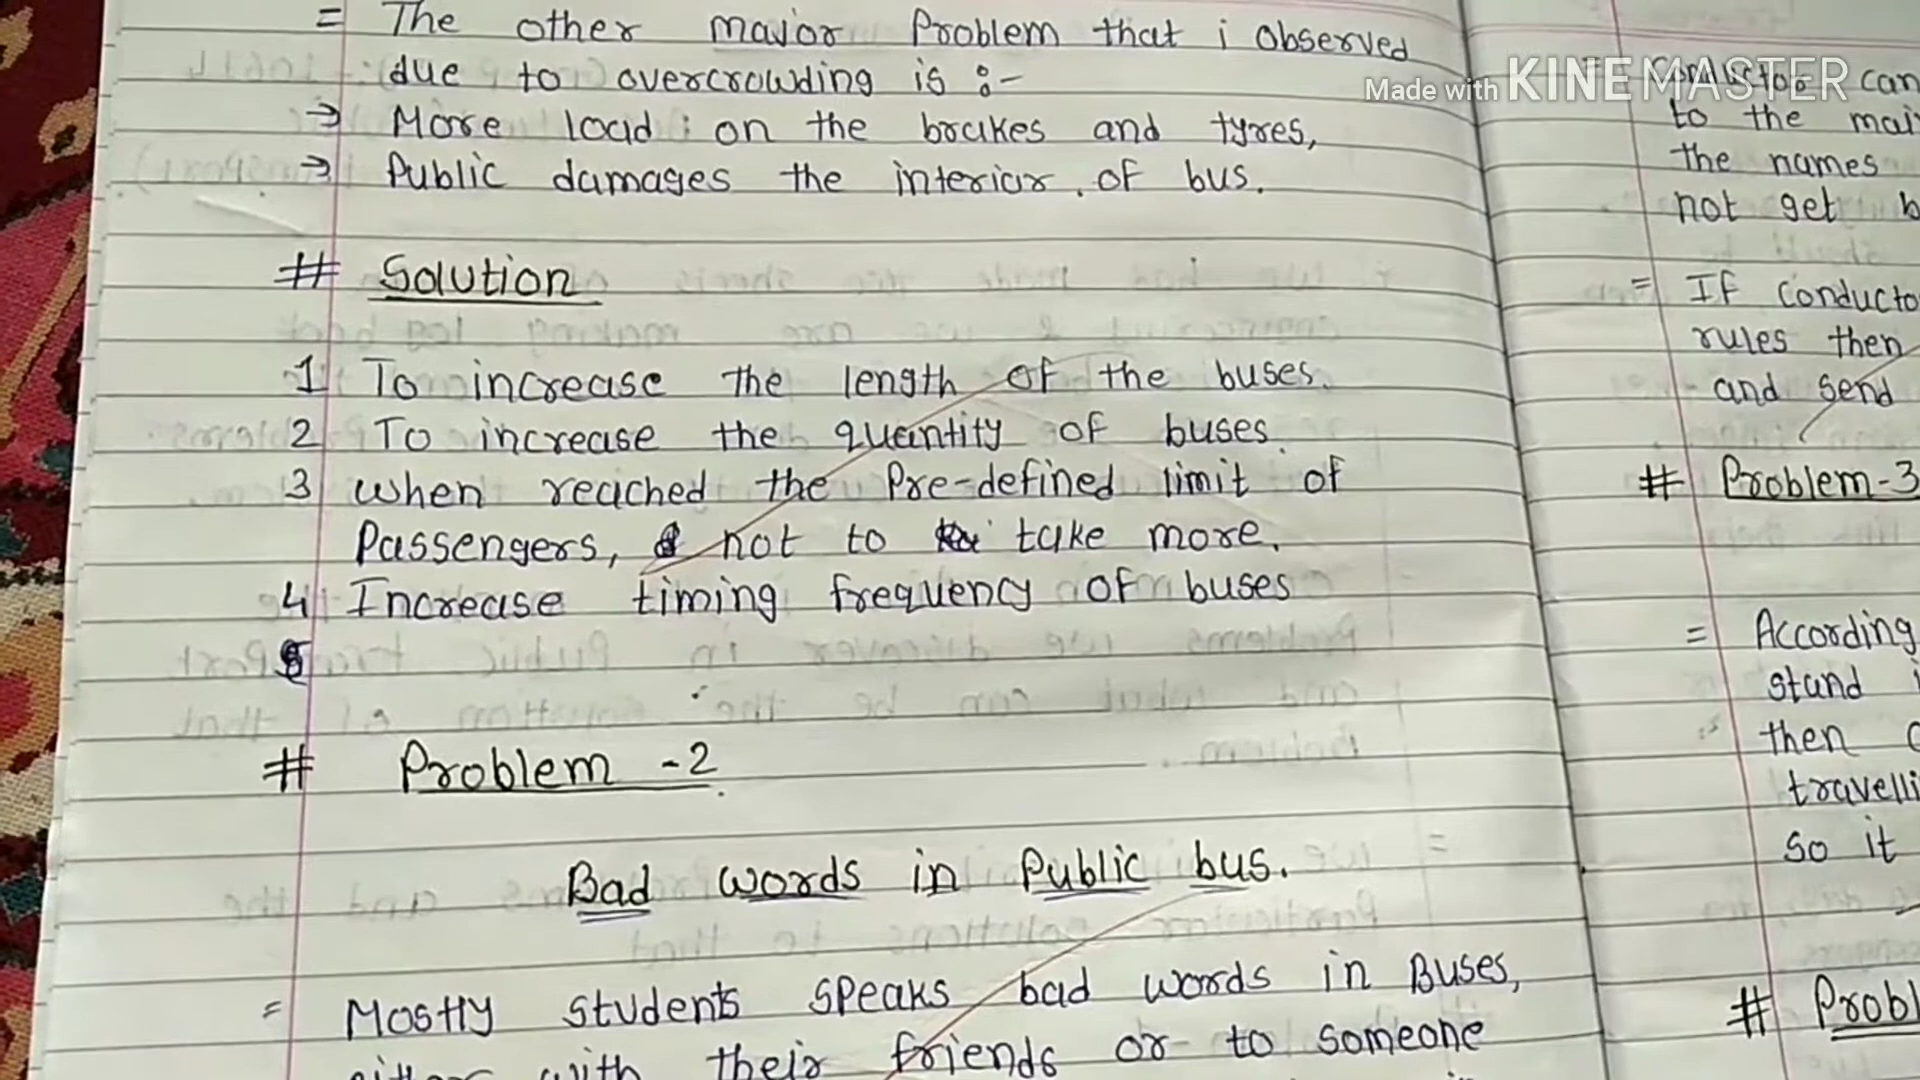 = The other major Problem that i observed
due to overcrowding is :-
→ More load on the brakes and tyres,
→ Public damages the interior of bus.
# Solution
1 To increase the length of the buses.
2 To increase the quantity of buses.
3 when reached the Pre-defined limit of
Passengers, not to take more.
4 Increase timing frequency of buses
5
# Problem -2
Bad words in Public bus.
= Mostly students speaks bad words in Buses,
with their friends or to someone
Made with KINEMASTER
can
to the
the names
not get
= If
rules then
and send
# Problem-3
= According
stand
then
so it
#